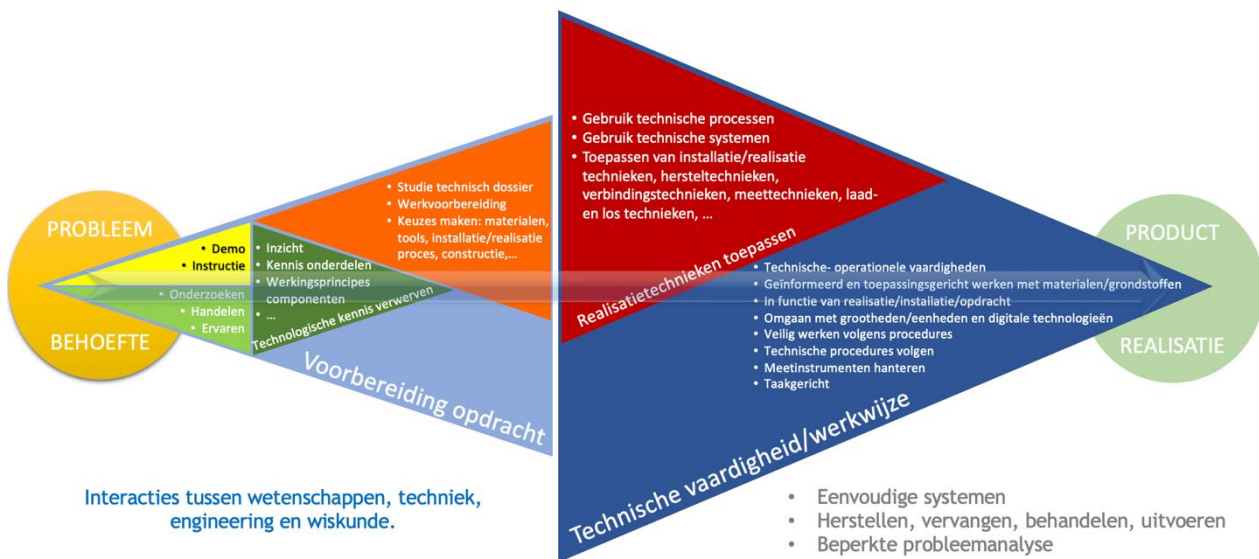 PROBLEEM
BEHOEFTE
• Demo
• Instructie
• Onderzoeken
• Handelen
• Ervaren
• Inzicht
• Kennis onderdelen
• Werkingsprincipes
componenten
• ...
Technologische kennis verwerven
• Studie technisch dossier
• Werkvoorbereiding
• Keuzes maken: materialen,
tools, installatie/realisatie
proces, constructie,...
Voorbereiding opdracht
• Gebruik technische processen
• Gebruik technische systemen
• Toepassen van installatie/realisatie
technieken, hersteltechnieken,
verbindingstechnieken, meettechnieken, laad-
en los technieken, ...
Realisatietechnieken toepassen
• Technische- operationele vaardigheden
• Geïnformeerd en toepassingsgericht werken met materialen/grondstoffen
• In functie van realisatie/installatie/opdracht
• Omgaan met grootheden/eenheden en digitale technologieën
• Veilig werken volgens procedures
• Technische procedures volgen
• Meetinstrumenten hanteren
• Taakgericht
Technische vaardigheid/werkwijze
PRODUCT
REALISATIE
Interacties tussen wetenschappen, techniek,
engineering en wiskunde.
• Eenvoudige systemen
• Herstellen, vervangen, behandelen, uitvoeren
• Beperkte probleemanalyse